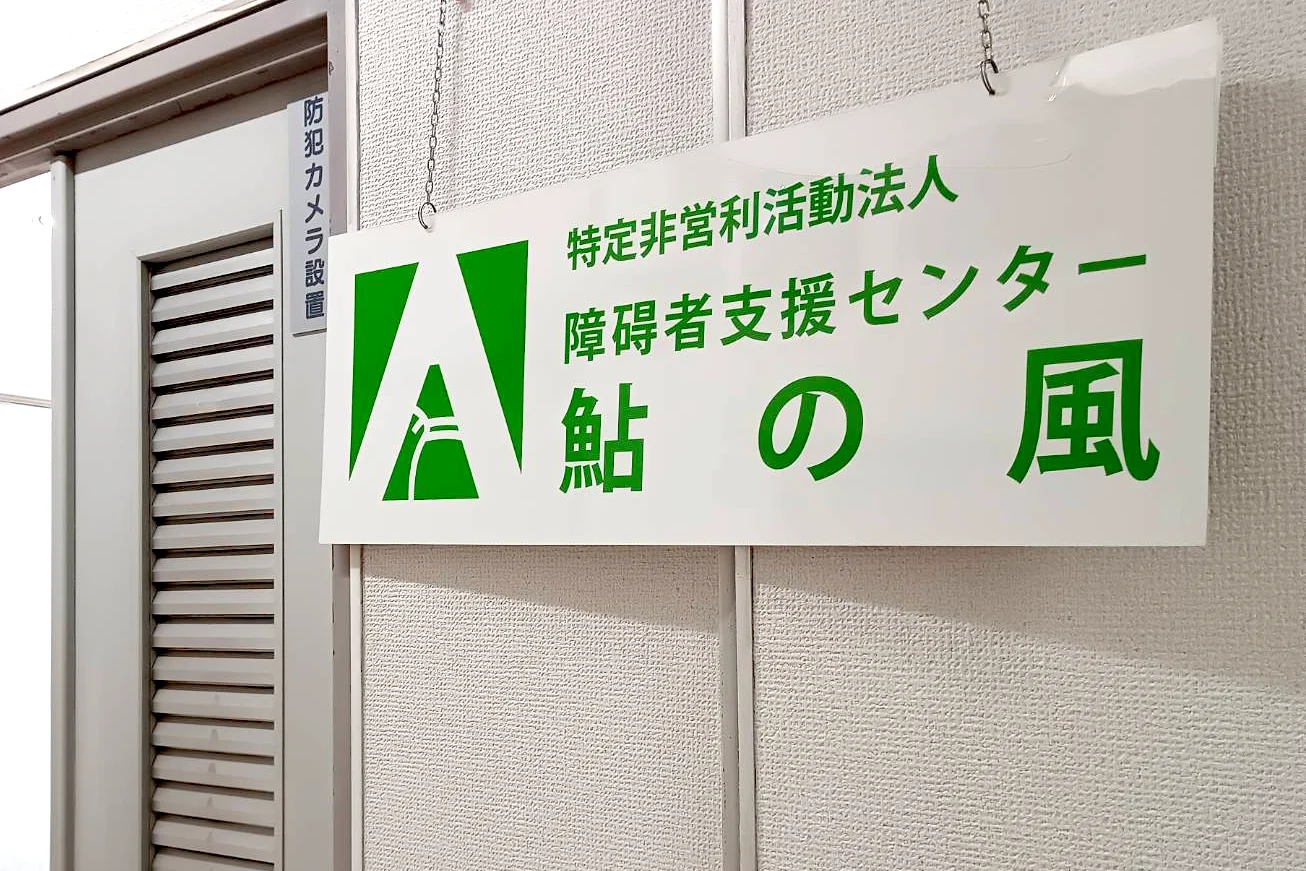 防犯カメラ設置
特定非営利活動法人
障碍者支援センター
鮎の風